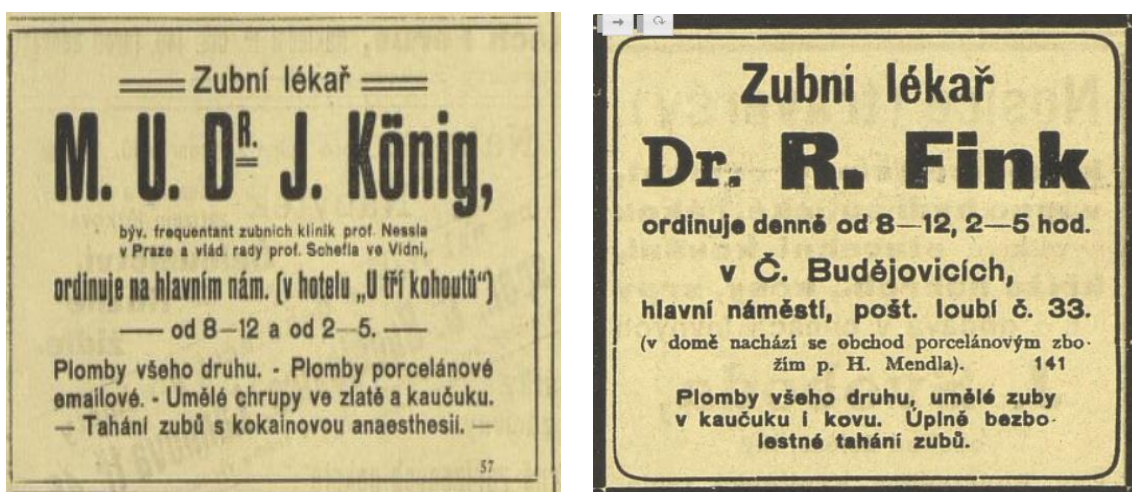 Zubní lékař
M. U. DR. J. König,
býv. frequentant zubních klinik prof. Nessla
v Praze a vlád. rady prof. Schefla ve Vídni,
ordinuje na hlavním nám. (v hotelu „U tří kohoutů")
— od 8—12 a od 2—5. —
Plomby všeho druhu. - Plomby porcelánové
emailové. - Umělé chrupy ve zlatě a kaučuku.
— Tahání zubů s kokainovou anaesthesií. —
57
Zubní lékař
Dr. R. Fink
ordinuje denně od 8—12, 2—5 hod.
v Č. Budějovicích,
hlavní náměstí, pošt. loubí č. 33.
(v domě nachází se obchod porcelánovým zbo-
žím p. H. Mendla). 141
Plomby všeho druhu, umělé zuby
v kaučuku i kovu. Úplně bezbo-
lestné tahání zubů.